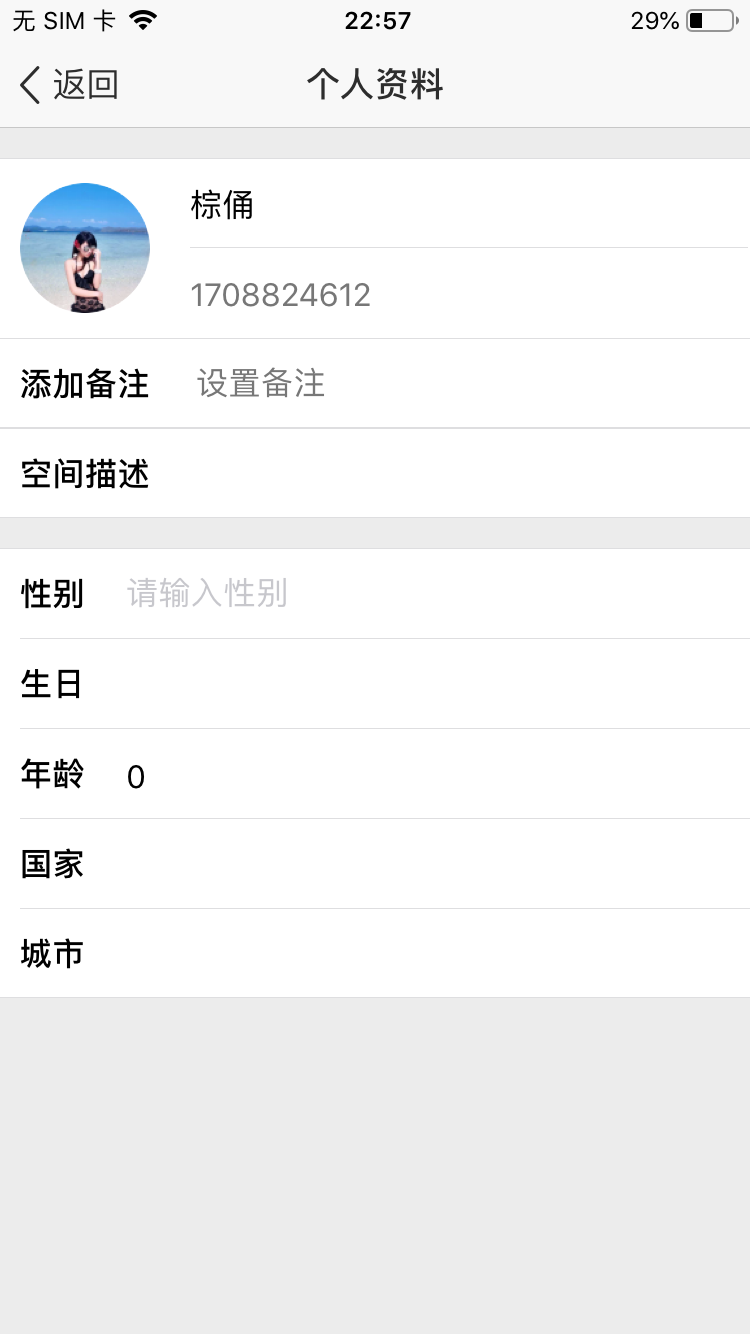 无 SIM 卡 22:57 29%
返回 个人资料
棕俑
1708824612
添加备注 设置备注
空间描述
性别 请输入性别
生日
年龄 0
国家
城市